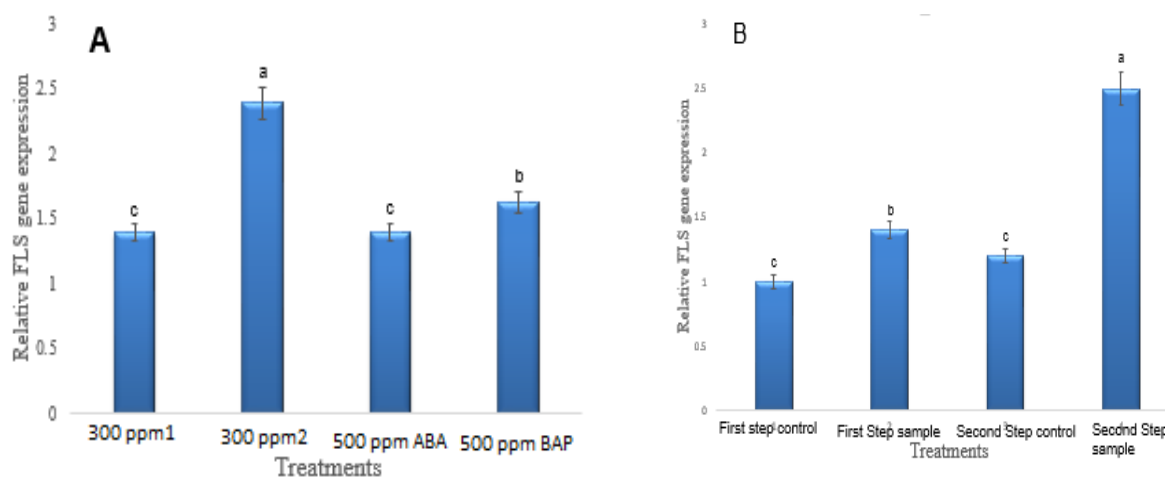 A
Relative FLS gene expression
3
2.5
2
1.5
1
0.5
0
c
a
c
b
300 ppm1
300 ppm2
500 ppm ABA
500 ppm BAP
Treatments
B
Relative FLS gene expression
3
2.5
2
1.5
1
0.5
0
c
b
c
a
First step control
First Step sample
Second Step control
Second Step
sample
Treatments